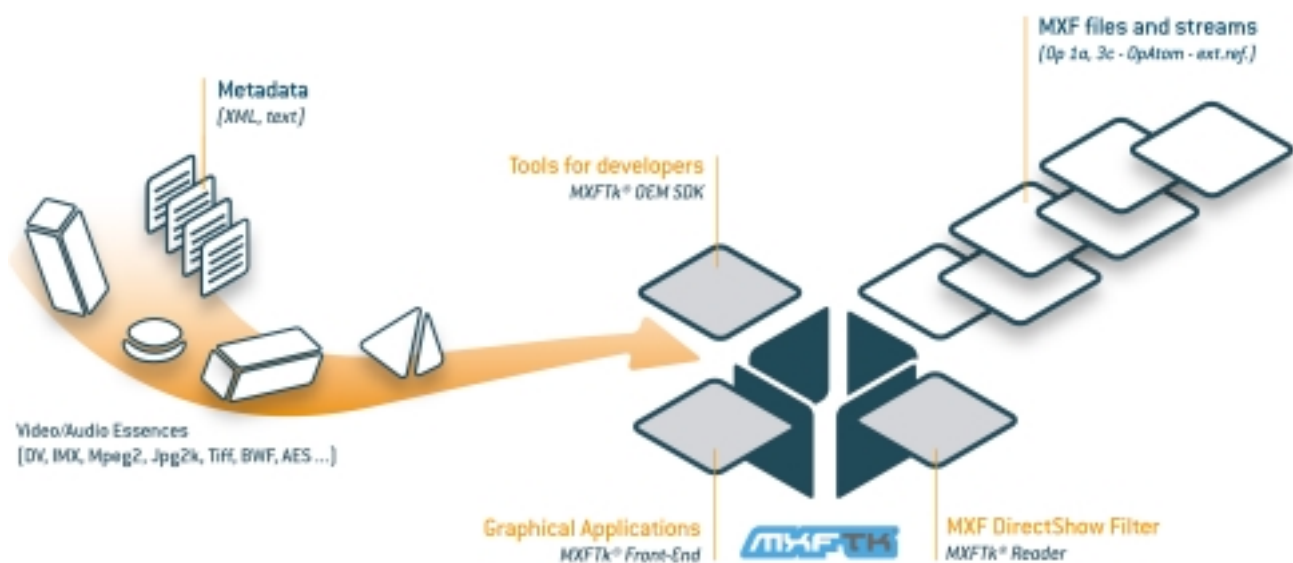 MXF files and streams
(Op 1a, 3c - OpAtom - ext.ref.)
Metadata
(XML, text)
Tools for developers
MXFTk® OEM SDK
Video/Audio Essences
(DV, IMX, Mpeg2, Jpg2k, Tiff, BWF, AES ...)
Graphical Applications
MXFTk® Front-End
MXFTK
MXF DirectShow Filter
MXFTk® Reader